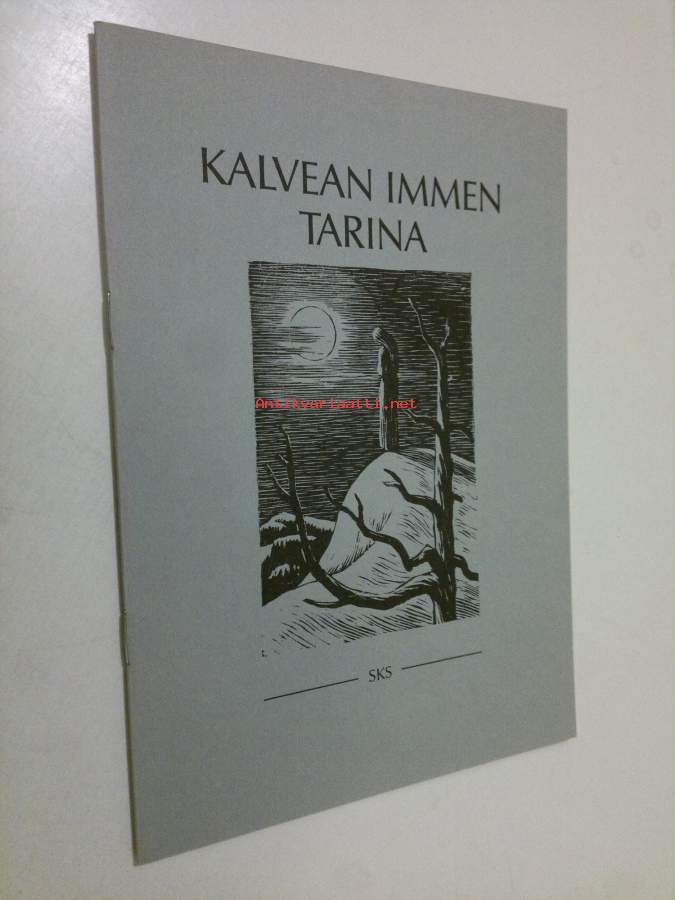 KALVEAN IMMEN
TARINA
Antikvariaatti.net
SKS